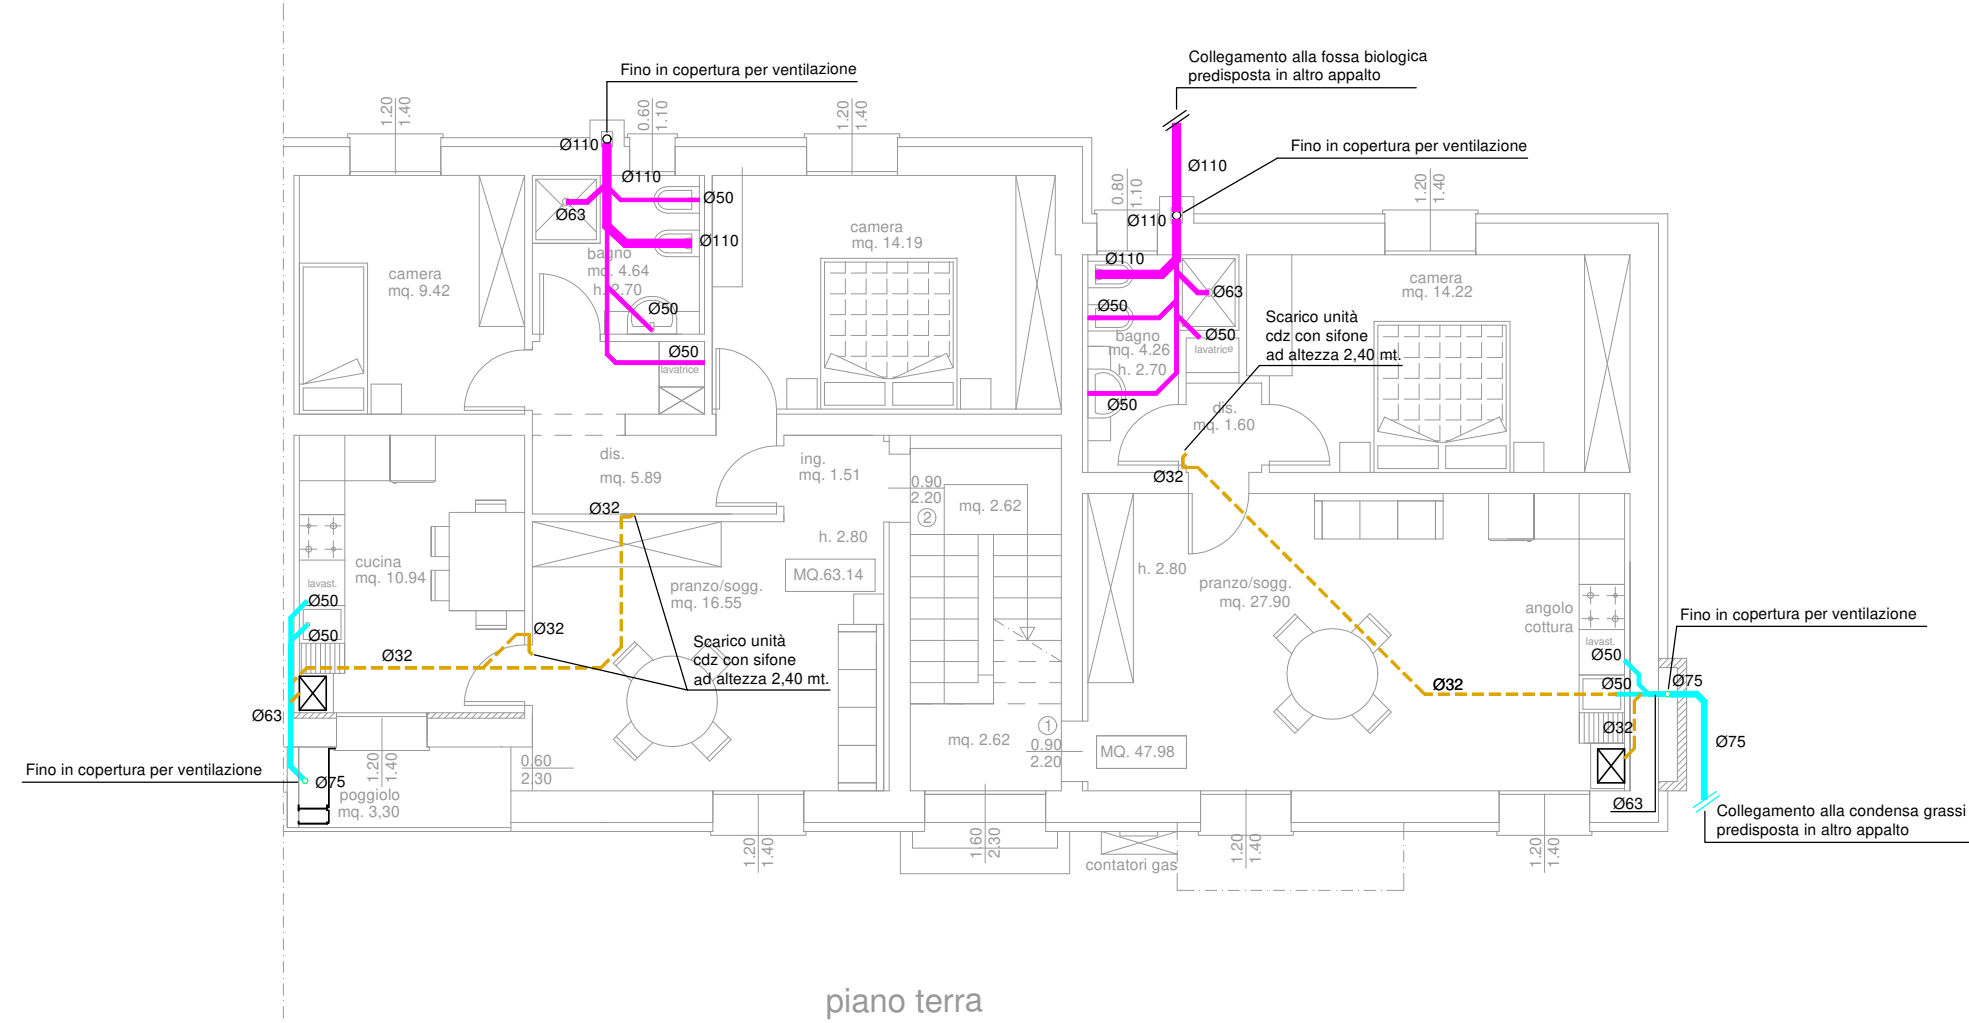 Collegamento alla fossa biologica
predisposta in altro appalto
Fino in copertura per ventilazione
Fino in copertura per ventilazione
1.20
1.40
0.60
1.10
1.20
1.40
0.80
1.10
1.20
1.40
Ø110
Ø110
Ø63
Ø50
Ø110
bagno
mq. 4.64
h. 2.70
Ø50
Ø50
lavatrice
camera
mq. 9.42
camera
mq. 14.19
Ø110
Ø110
Ø110
Ø63
Ø50
Ø50
bagno
mq. 4.26
h. 2.70
lavatrice
Ø50
camera
mq. 14.22
Scarico unità
cdz con sifone
ad altezza 2,40 mt.
dis.
mq. 1.60
Ø32
dis.
mq. 5.89
ing.
mq. 1.51
0.90
2.20
2
mq. 2.62
Ø32
h. 2.80
MQ.63.14
cucina
mq. 10.94
lavast.
Ø50
Ø50
Ø32
Ø32
pranzo/sogg.
mq. 16.55
Scarico unità
cdz con sifone
ad altezza 2,40 mt.
h. 2.80
pranzo/sogg.
mq. 27.90
angolo
cottura
lavast.
Fino in copertura per ventilazione
Ø50
Ø50
Ø75
Ø32
Ø32
Ø75
Ø63
mq. 2.62
1
0.90
2.20
MQ. 47.98
Ø63
Fino in copertura per ventilazione
Ø75
1.20
1.40
0.60
2.30
poggiolo
mq. 3,30
Collegamento alla condensa grassi
predisposta in altro appalto
1.20
1.40
1.60
2.30
contatori gas
1.20
1.40
1.20
1.40
piano terra